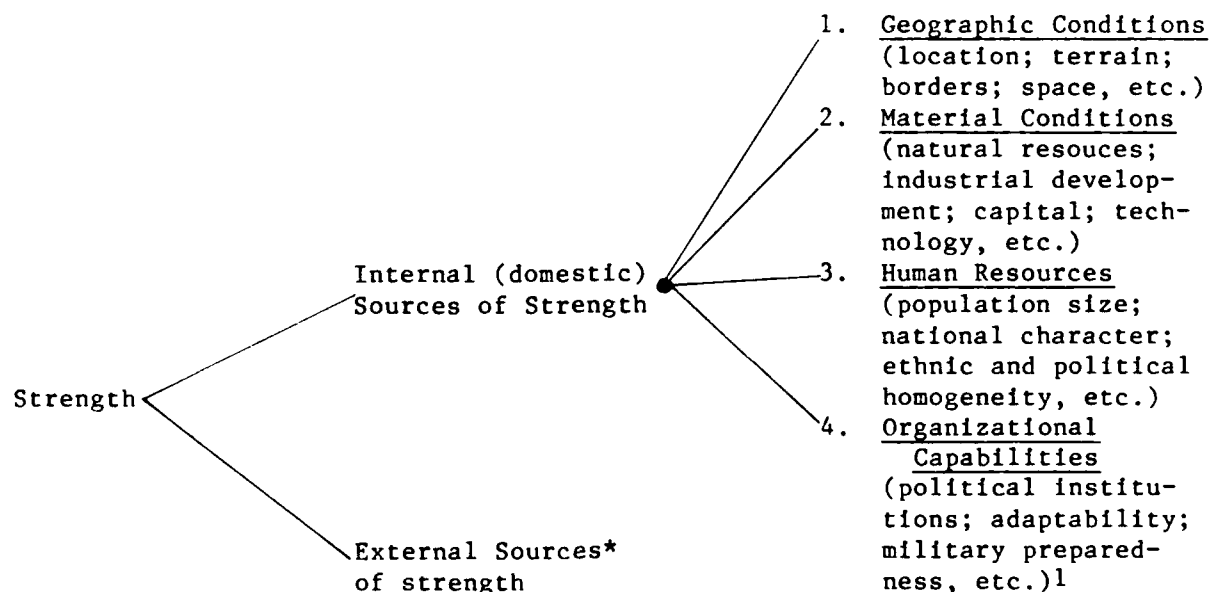 Strength
Internal (domestic)
Sources of Strength
External Sources*
of strength
1. Geographic Conditions
(location; terrain;
borders; space, etc.)
2. Material Conditions
(natural resouces;
industrial develop-
ment; capital; tech-
nology, etc.)
3. Human Resources
(population size;
national character;
ethnic and political
homogeneity, etc.)
4. Organizational
Capabilities
(political institu-
tions; adaptability;
military prepared-
ness, etc.)1